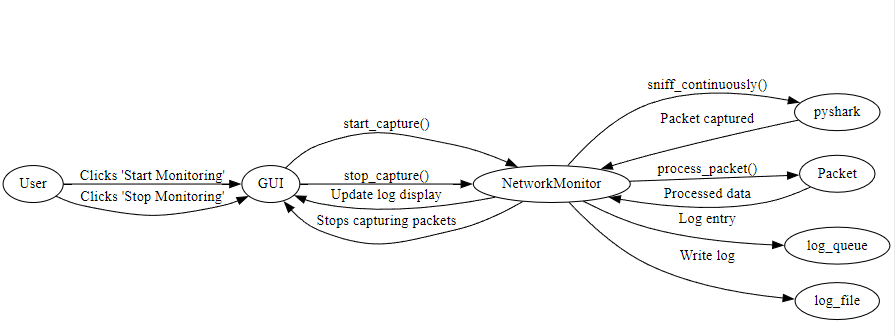 sniff_continuously()
pyshark
Packet captured
start_capture()
process_packet()
Packet
User
Clicks 'Start Monitoring'
GUI
stop_capture()
NetworkMonitor
Clicks 'Stop Monitoring'
Update log display
Processed data
Stops capturing packets
Log entry
log_queue
Write log
log_file